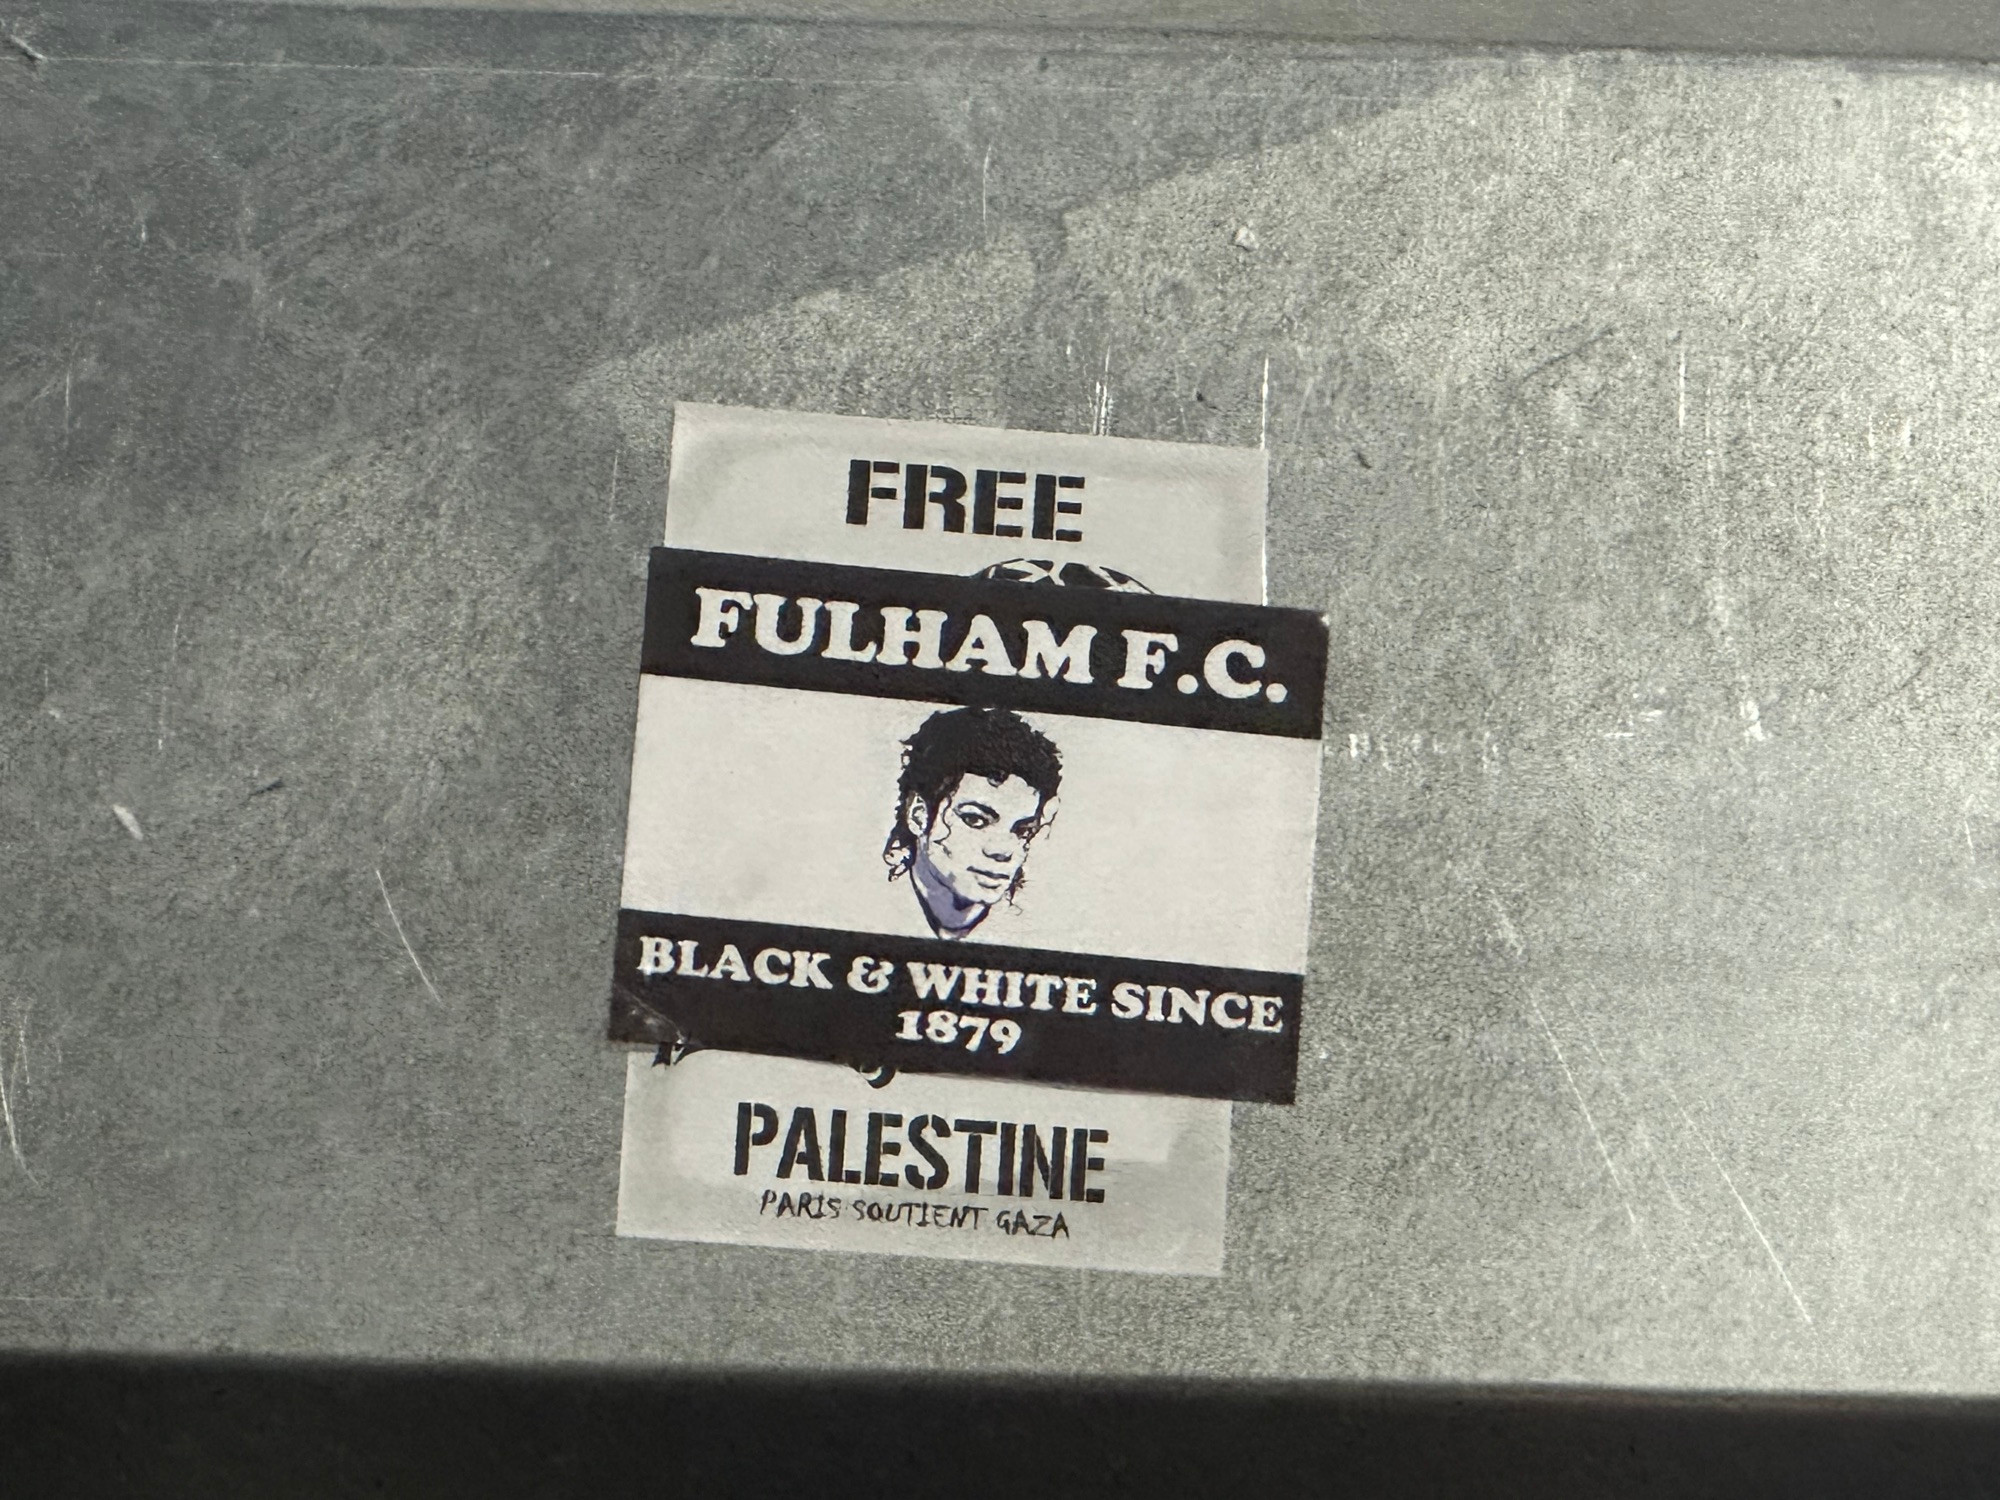 FREE
FULHAM F.C.
BLACK & WHITE SINCE
1879
PALESTINE
PARIS SOUTIENT GAZA